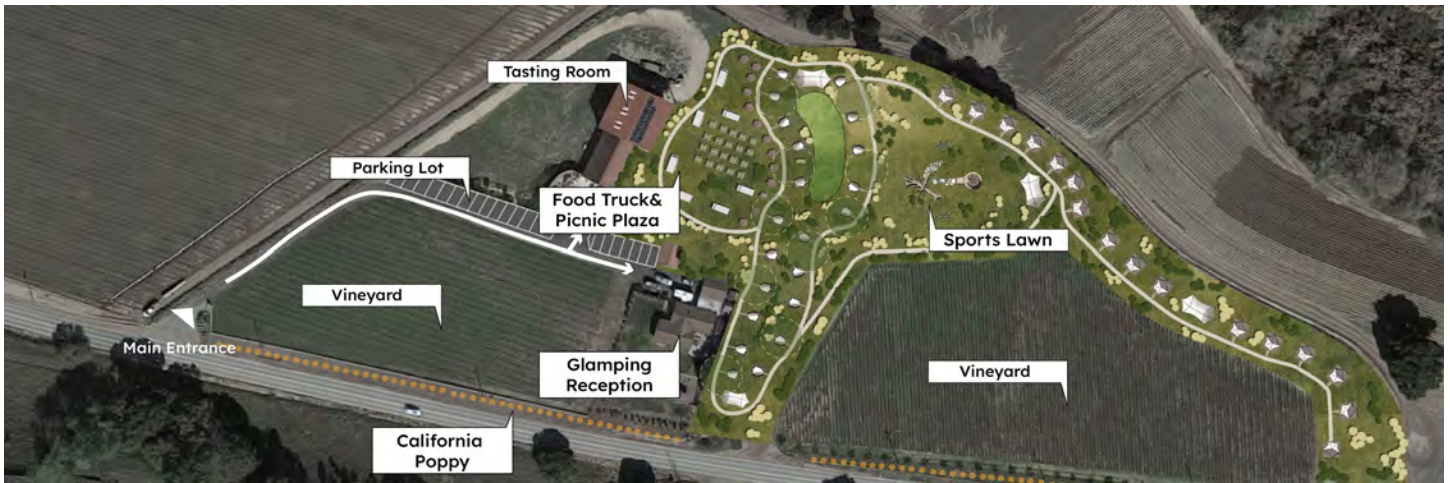 Tasting Room
Parking Lot
Food Truck&
Picnic Plaza
Sports Lawn
Vineyard
Main Entrance
Glamping
Reception
Vineyard
California
Poppy